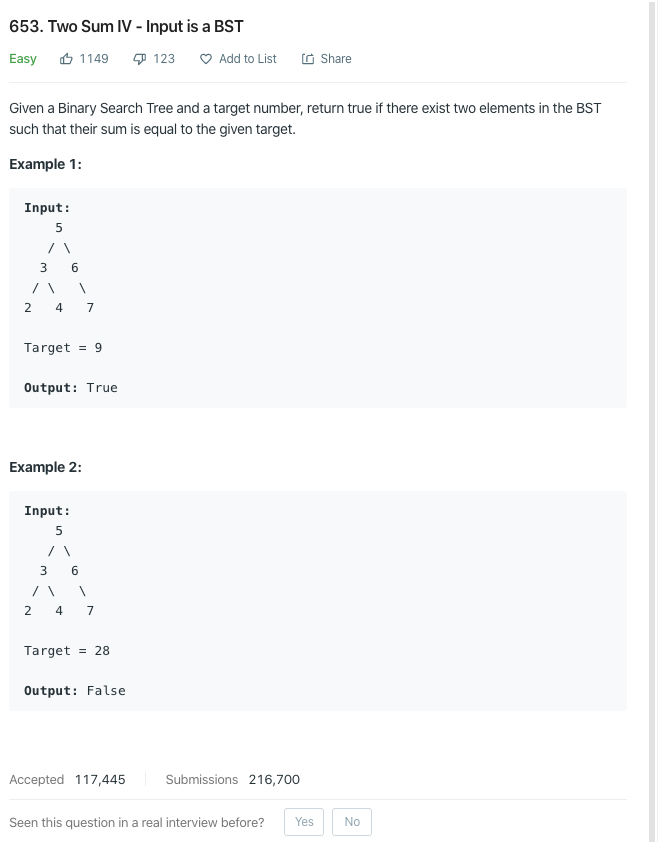 653. Two Sum IV - Input is a BST
Easy 1149 123 Add to List Share
Given a Binary Search Tree and a target number, return true if there exist two elements in the BST
such that their sum is equal to the given target.
Example 1:
Input:
    5
   / \
  3   6
 / \   \
2   4   7
Target = 9
Output: True
Example 2:
Input:
    5
   / \
  3   6
 / \   \
2   4   7
Target = 28
Output: False
Accepted 117,445 Submissions 216,700
Seen this question in a real interview before? Yes No